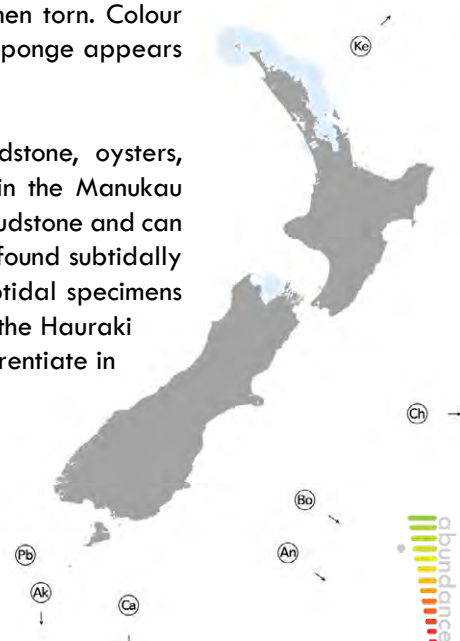 hen torn. Colour
ponge appears
dstone, oysters,
in the Manukau
udstone and can
found subtidally
tidal specimens
the Hauraki
rentiate in
Ke
Ch
Bo
An
Pb
Ak
Ca
abundance